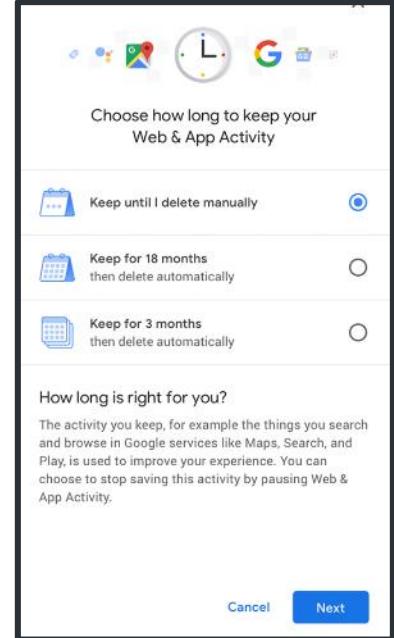 Choose how long to keep your
Web & App Activity
Keep until I delete manually
Keep for 18 months
then delete automatically
Keep for 3 months
then delete automatically
How long is right for you?
The activity you keep, for example the things you search
and browse in Google services like Maps, Search, and
Play, is used to improve your experience. You can
choose to stop saving this activity by pausing Web &
App Activity.
Cancel Next